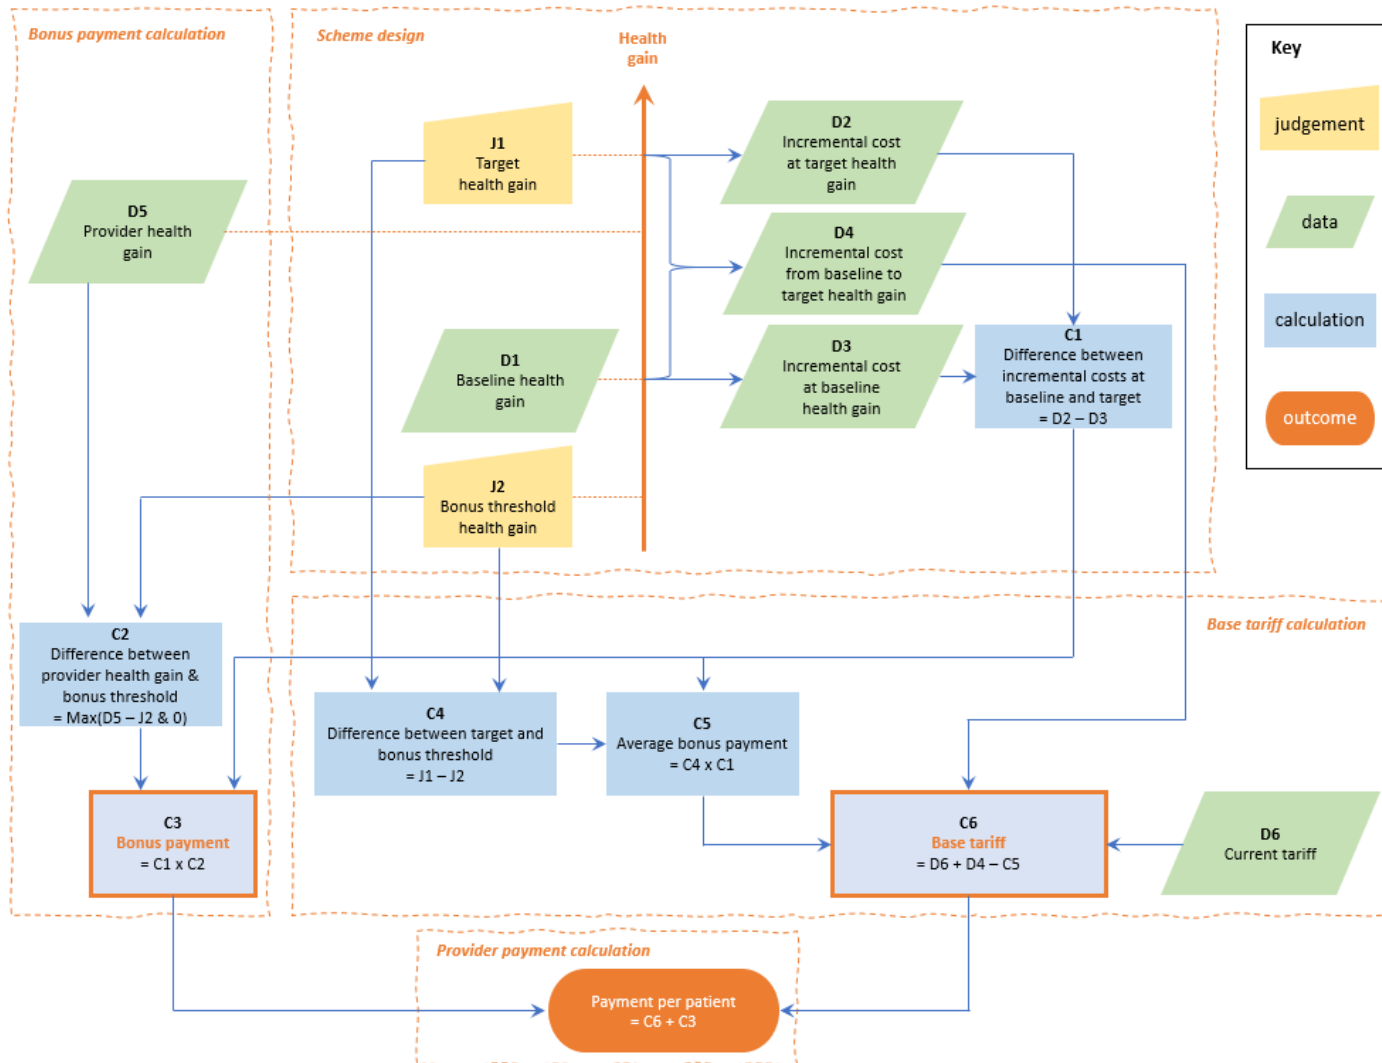 Bonus payment calculation
Scheme design
Health
gain
Key
judgement
data
calculation
outcome
J1
Target
health gain
D2
Incremental cost
at target health
gain
D5
Provider health
gain
D4
Incremental cost
from baseline to
target health gain
D1
Baseline health
gain
D3
Incremental cost
at baseline
health gain
C1
Difference between
incremental costs at
baseline and target
= D2 – D3
J2
Bonus threshold
health gain
Base tariff calculation
C2
Difference between
provider health gain &
bonus threshold
= Max(D5 – J2 & 0)
C4
Difference between target and
bonus threshold
= J1 – J2
C5
Average bonus payment
= C4 x C1
C3
Bonus payment
= C1 x C2
C6
Base tariff
= D6 + D4 – C5
D6
Current tariff
Provider payment calculation
Payment per patient
= C6 + C3